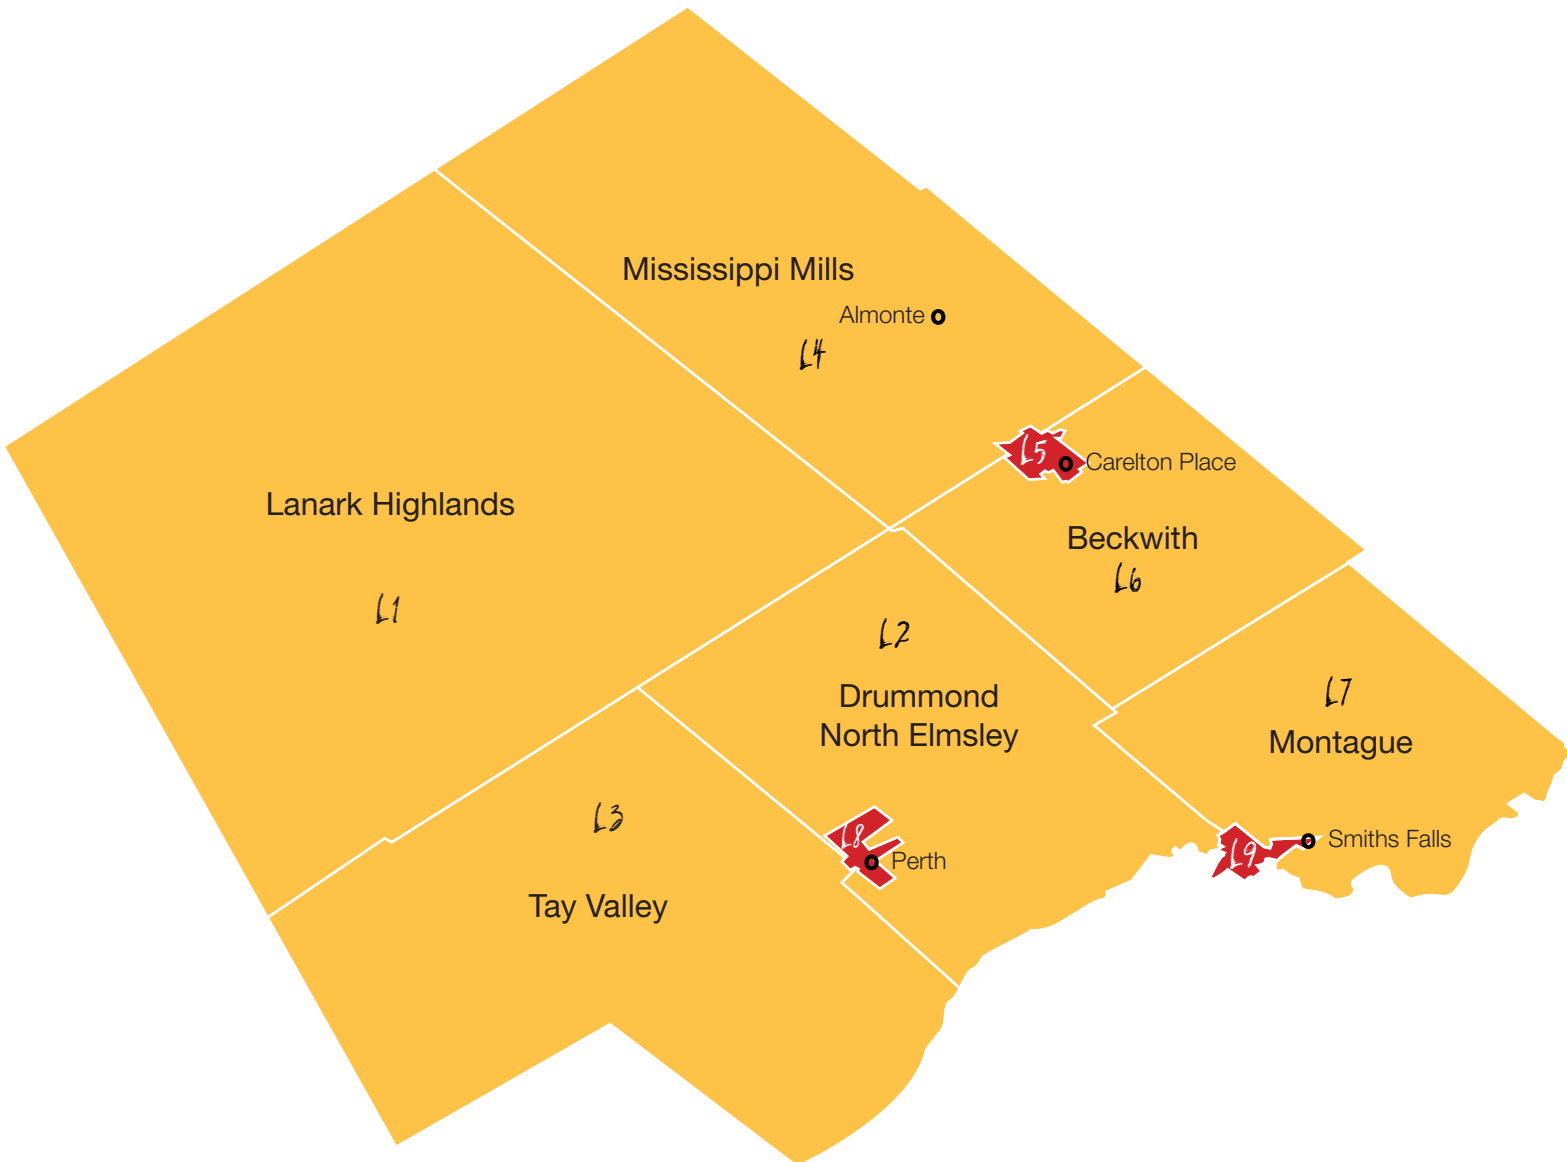 Mississippi Mills
Almonte
L4
L5
Carelton Place
Lanark Highlands
Beckwith
L6
L1
L2
Drummond
North Elmsley
L7
Montague
L3
L8
Perth
Smiths Falls
L9
Tay Valley